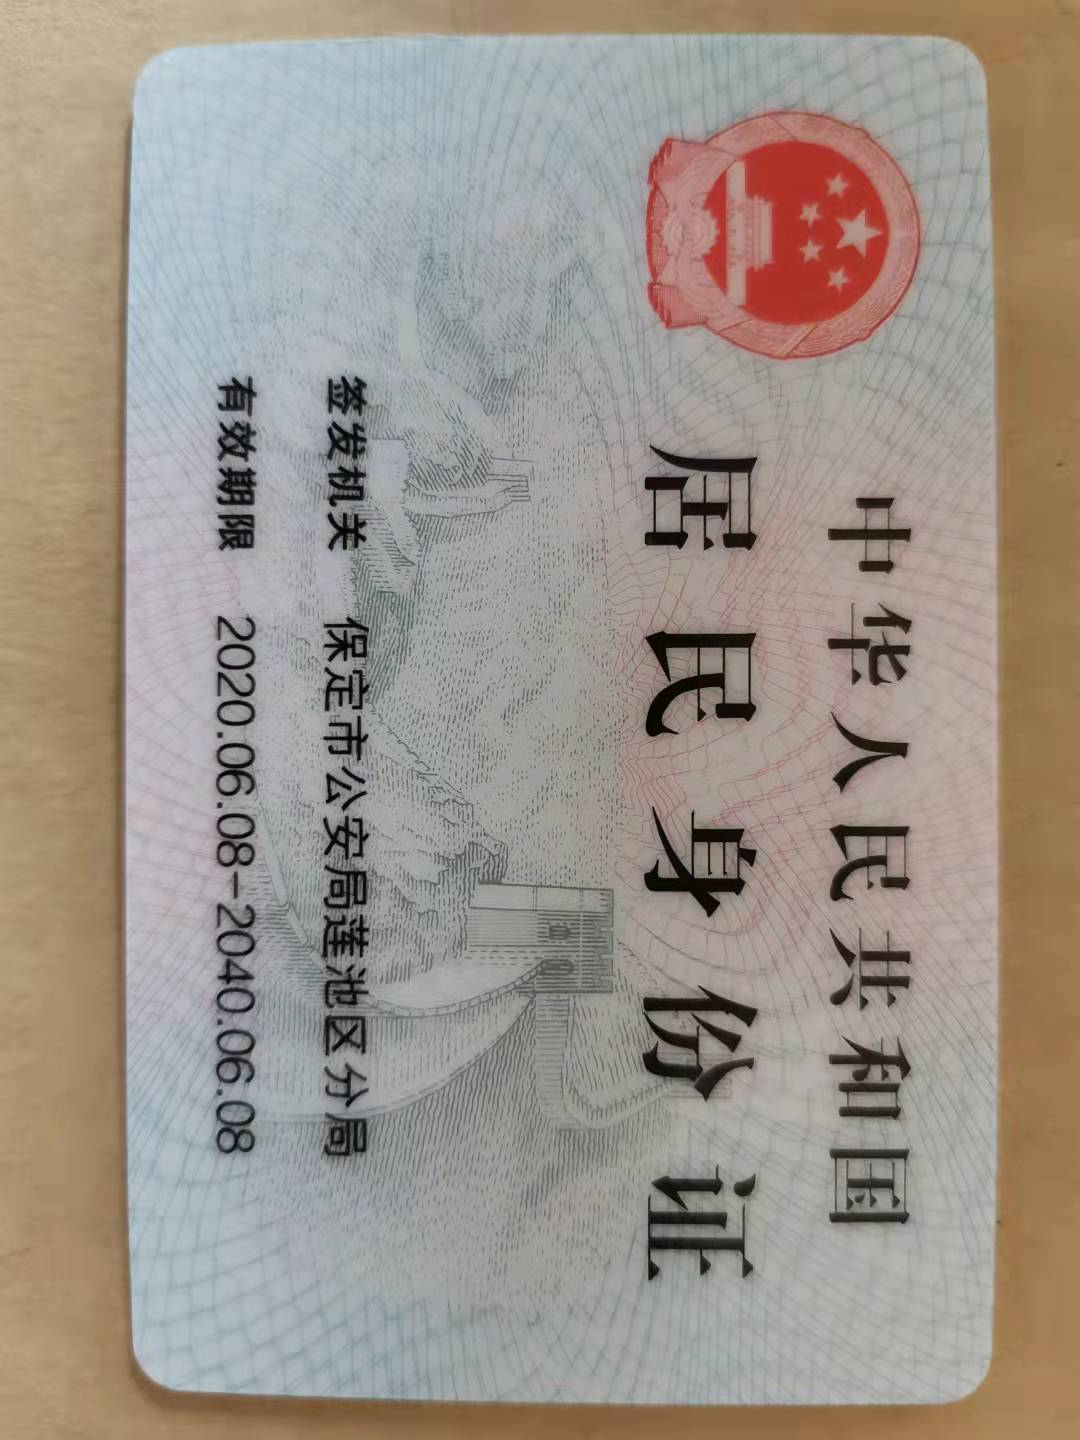 中华人民共和国
居民身份证
签发机关 保定市公安局莲池区分局
有效期限 2020.06.08-2040.06.08